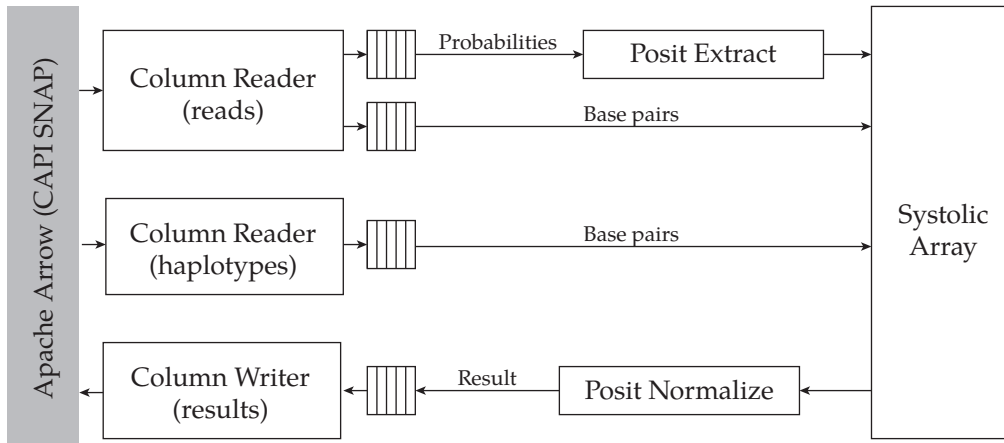 Apache Arrow (CAPI SNAP)
Column Reader
(reads)
Probabilities
Posit Extract
Base pairs
Column Reader
(haplotypes)
Base pairs
Systolic
Array
Column Writer
(results)
Result
Posit Normalize